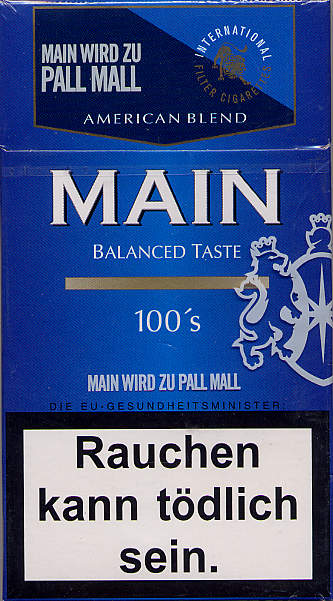 MAIN WIRD ZU
PALL MALL
INTERNATIONAL
FILTER CIGARETTES
AMERICAN BLEND
MAIN
BALANCED TASTE
100´s
MAIN WIRD ZU PALL MALL
DIE EU-GESUNDHEITSMINISTER:
Rauchen
kann tödlich
sein.